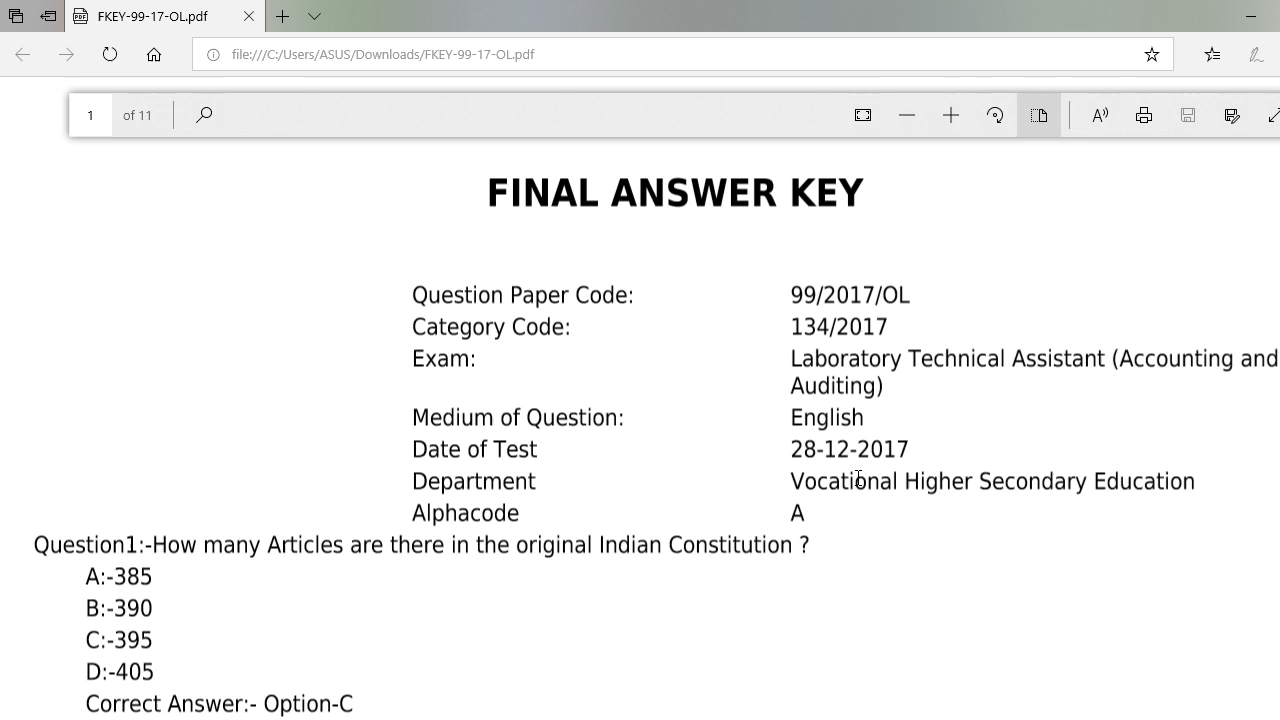 FKEY-99-17-OL.pdf
file:///C:/Users/ASUS/Downloads/FKEY-99-17-OL.pdf
1 of 11
FINAL ANSWER KEY
Question Paper Code: 99/2017/OL
Category Code: 134/2017
Exam: Laboratory Technical Assistant (Accounting and
Auditing)
Medium of Question: English
Date of Test 28-12-2017
Department Vocational Higher Secondary Education
Alphacode A
Question1:-How many Articles are there in the original Indian Constitution ?
A:-385
B:-390
C:-395
D:-405
Correct Answer:- Option-C